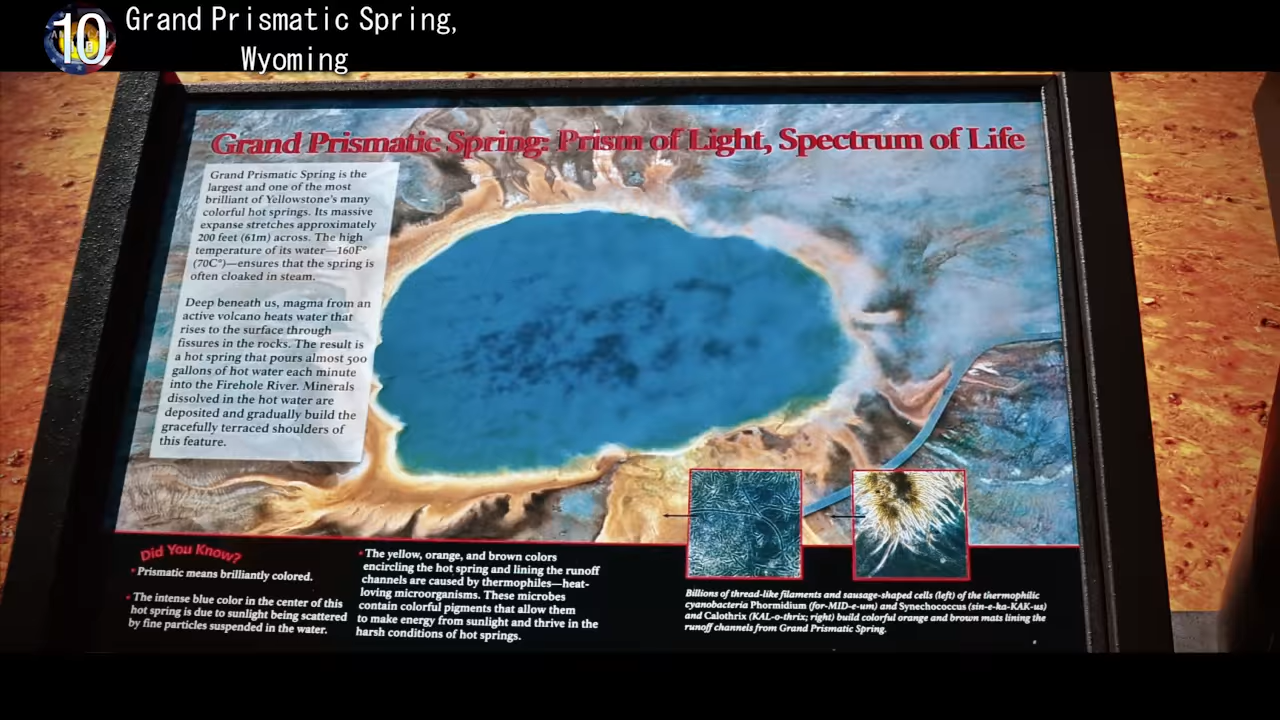 10
Grand Prismatic Spring,
Wyoming
Grand Prismatic Spring: Prism of Light, Spectrum of Life
Grand Prismatic Spring is the
largest and one of the most
brilliant of Yellowstone's many
colorful hot springs. Its massive
expanse stretches approximately
200 feet (61m) across. The high
temperature of its water—160F°
(70C°)—ensures that the spring is
often cloaked in steam.
Deep beneath us, magma from an
active volcano heats water that
rises to the surface through
fissures in the rocks. The result is
a hot spring that pours almost 500
gallons of hot water each minute
into the Firehole River. Minerals
dissolved in the hot water are
deposited and gradually build the
gracefully terraced shoulders of
this feature.
Did You Know?
• Prismatic means brilliantly colored.
• The intense blue color in the center of this
hot spring is due to sunlight being scattered
by fine particles suspended in the water.
• The yellow, orange, and brown colors
encircling the hot spring and lining the runoff
channels are caused by thermophiles—heat-
loving microorganisms. These microbes
contain colorful pigments that allow them
to make energy from sunlight and thrive in the
harsh conditions of hot springs.
Billions of thread-like filaments and sausage-shaped cells (left) of the thermophilic
cyanobacteria Phormidium (for-MID-e-um) and Synechococcus (sin-e-ka-KAK-us)
and Calothrix (KAL-o-thrix; right) build colorful orange and brown mats lining the
runoff channels from Grand Prismatic Spring.